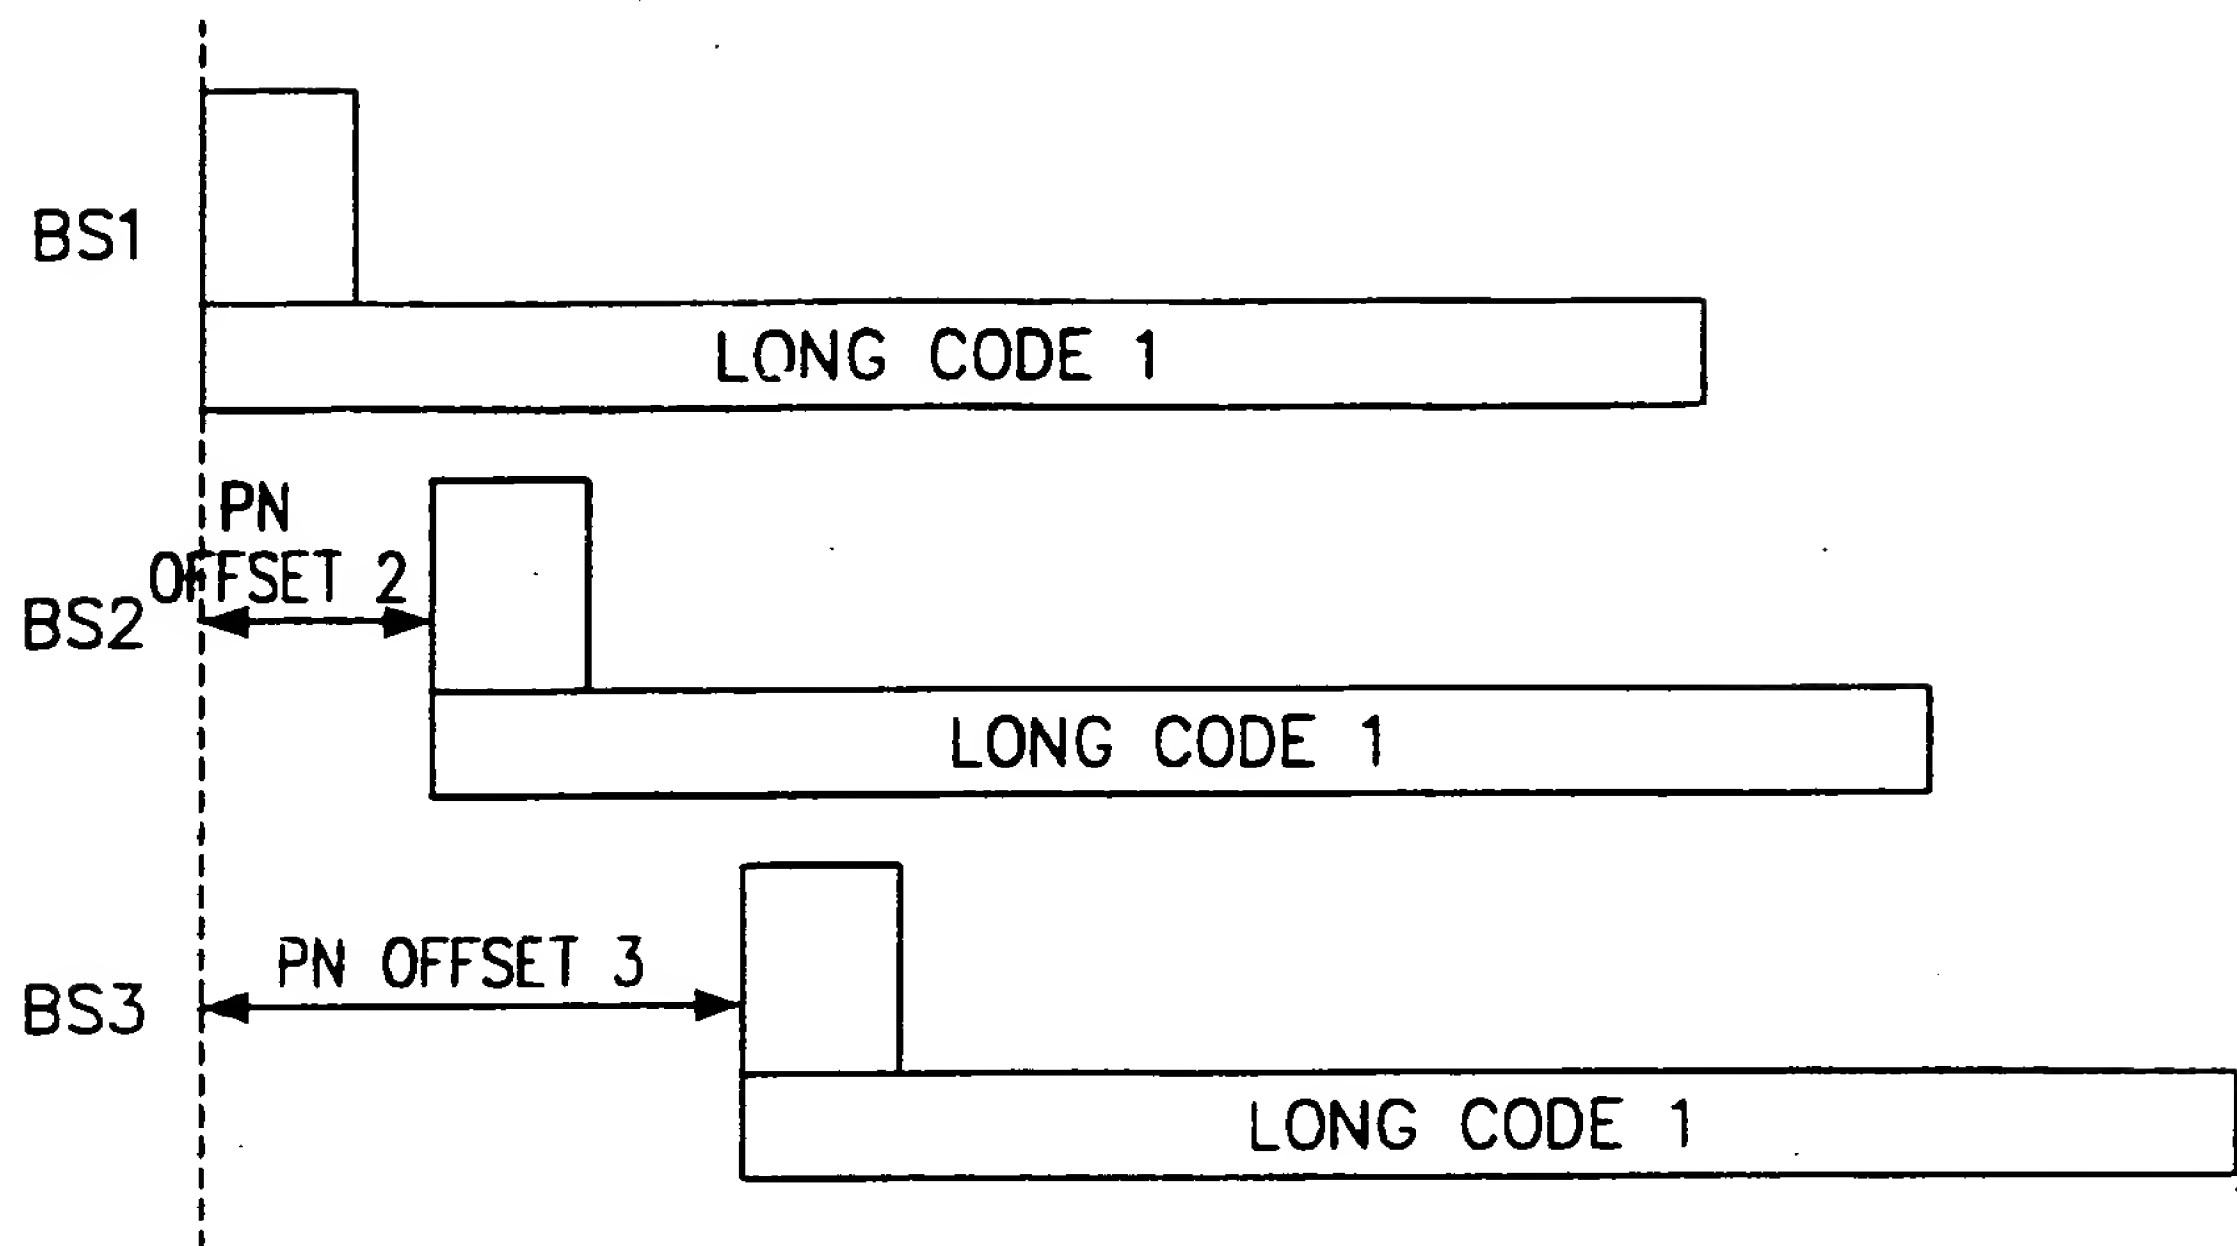 BS1
LONG CODE 1
PN
OFFSET 2
BS2
LONG CODE 1
PN OFFSET 3
BS3
LONG CODE 1